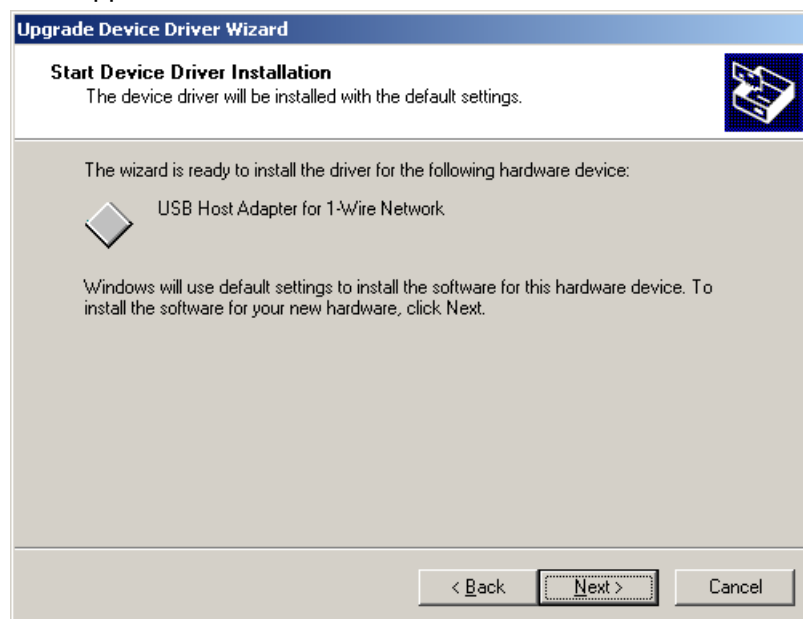 Upgrade Device Driver Wizard
Start Device Driver Installation
The device driver will be installed with the default settings.
The wizard is ready to install the driver for the following hardware device:
USB Host Adapter for 1-Wire Network
Windows will use default settings to install the software for this hardware device. To
install the software for your new hardware, click Next.
< Back Next > Cancel